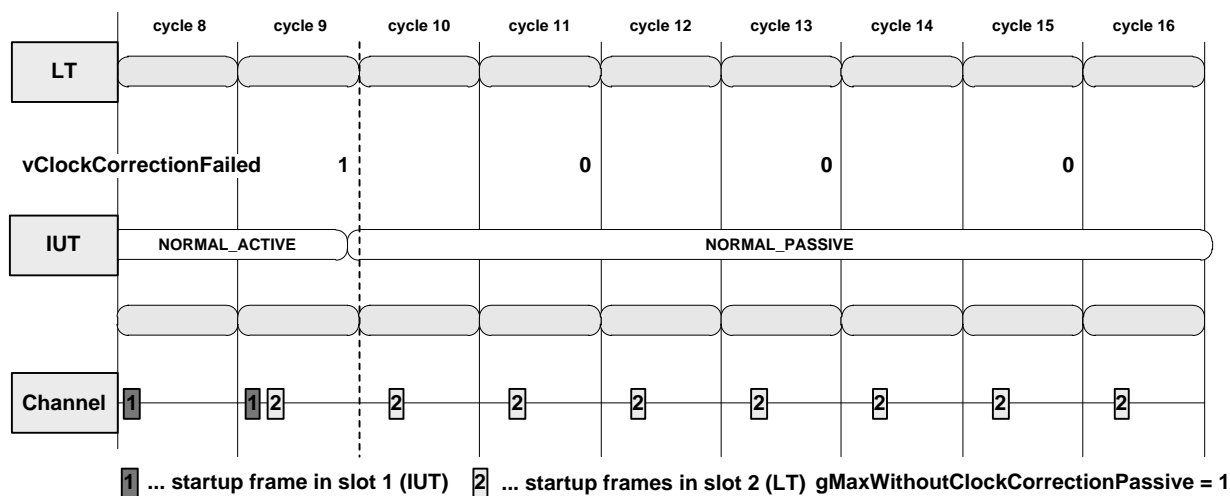 cycle 8 cycle 9 cycle 10 cycle 11 cycle 12 cycle 13 cycle 14 cycle 15 cycle 16
LT
vClockCorrectionFailed 1 0 0 0
IUT NORMAL_ACTIVE NORMAL_PASSIVE
Channel 1 1 2 2 2 2 2 2 2 2
1 ... startup frame in slot 1 (IUT) 2 ... startup frames in slot 2 (LT) gMaxWithoutClockCorrectionPassive = 1